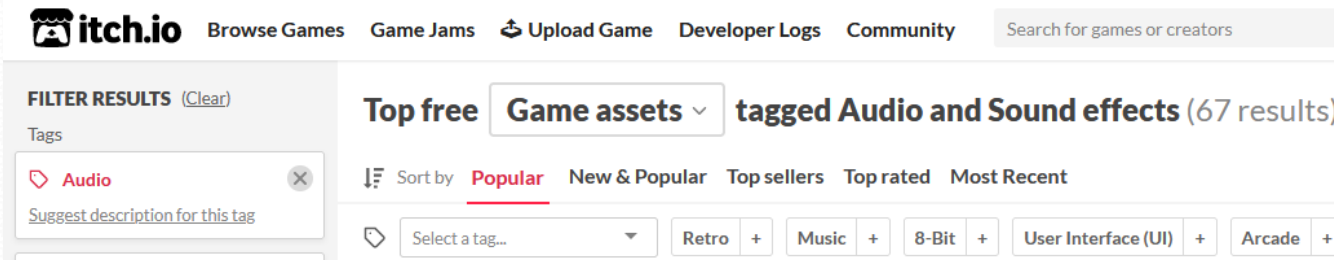 itch.io Browse Games Game Jams Upload Game Developer Logs Community Search for games or creators
FILTER RESULTS (Clear)
Tags
Audio
Suggest description for this tag
Top free Game assets tagged Audio and Sound effects (67 results)
Sort by Popular New & Popular Top sellers Top rated Most Recent
Select a tag... Retro + Music + 8-Bit + User Interface (UI) + Arcade +